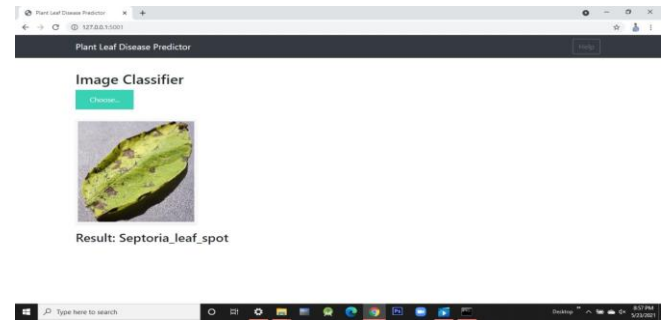 Plant Leaf Disease Predictor
127.0.0.1:5001
Plant Leaf Disease Predictor
Help
Image Classifier
Choose...
Result: Septoria_leaf_spot
Type here to search
Desktop
8:57 PM
5/23/2021